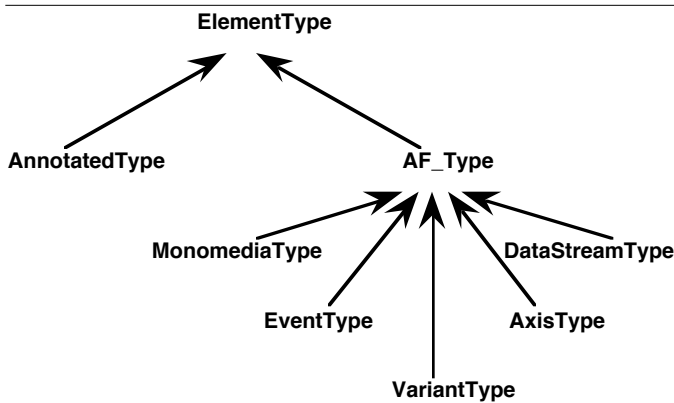 ElementType
AnnotatedType
AF_Type
MonomediaType
DataStreamType
EventType
AxisType
VariantType